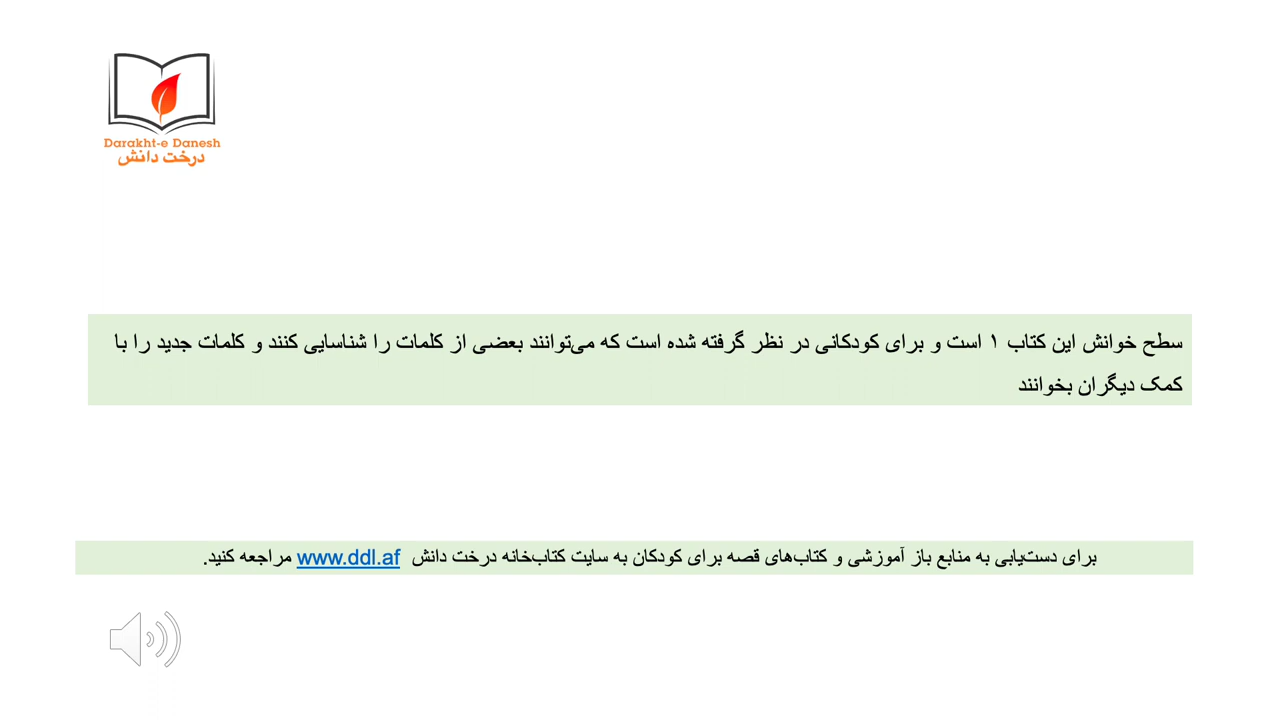 Darakht-e Danesh
درخت دانش
سطح خوانش این کتاب ۱ است و برای کودکانی در نظر گرفته شده است که می‌توانند بعضی از کلمات را شناسایی کنند و کلمات جدید را با
کمک دیگران بخوانند
برای دست‌یابی به منابع باز آموزشی و کتاب‌های قصه برای کودکان به سایت کتاب‌خانه درخت دانش www.ddl.af مراجعه کنید.